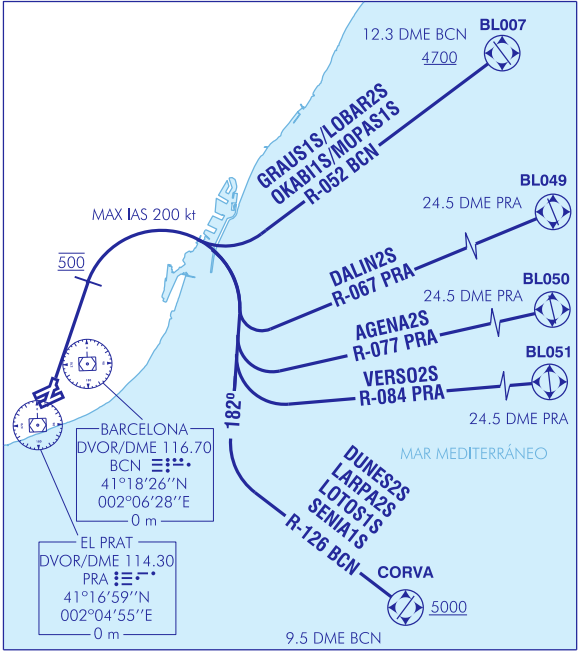 12.3 DME BCN
4700
BL007
GRAUS1S/LOBAR2S
OKABI1S/MOPAS1S
R-052 BCN
MAX IAS 200 kt
500
BL049
24.5 DME PRA
DALIN2S
R-067 PRA
BL050
24.5 DME PRA
AGENA2S
R-077 PRA
BL051
VERSO2S
R-084 PRA
24.5 DME PRA
182º
MAR MEDITERRÁNEO
DUNES2S
LARPA2S
LOTOS1S
SENIA1S
R-126 BCN
CORVA
5000
9.5 DME BCN
BARCELONA
DVOR/DME 116.70
BCN
41°18'26''N
002°06'28''E
0 m
EL PRAT
DVOR/DME 114.30
PRA
41°16'59''N
002°04'55''E
0 m